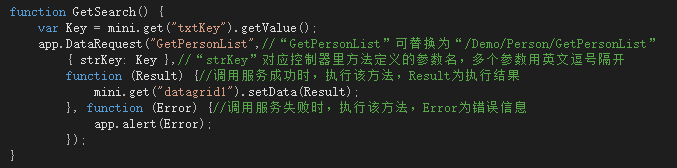 function GetSearch() {
    var Key = mini.get("txtKey").getValue();
    app.DataRequest("GetPersonList",//“GetPersonList”可替换为“/Demo/Person/GetPersonList”
        { strKey: Key },//“strKey”对应控制器里方法定义的参数名，多个参数用英文逗号隔开
        function (Result) {//调用服务成功时，执行该方法，Result为执行结果
            mini.get("datagrid1").setData(Result);
        }, function (Error) {//调用服务失败时，执行该方法，Error为错误信息
            app.alert(Error);
        });
}